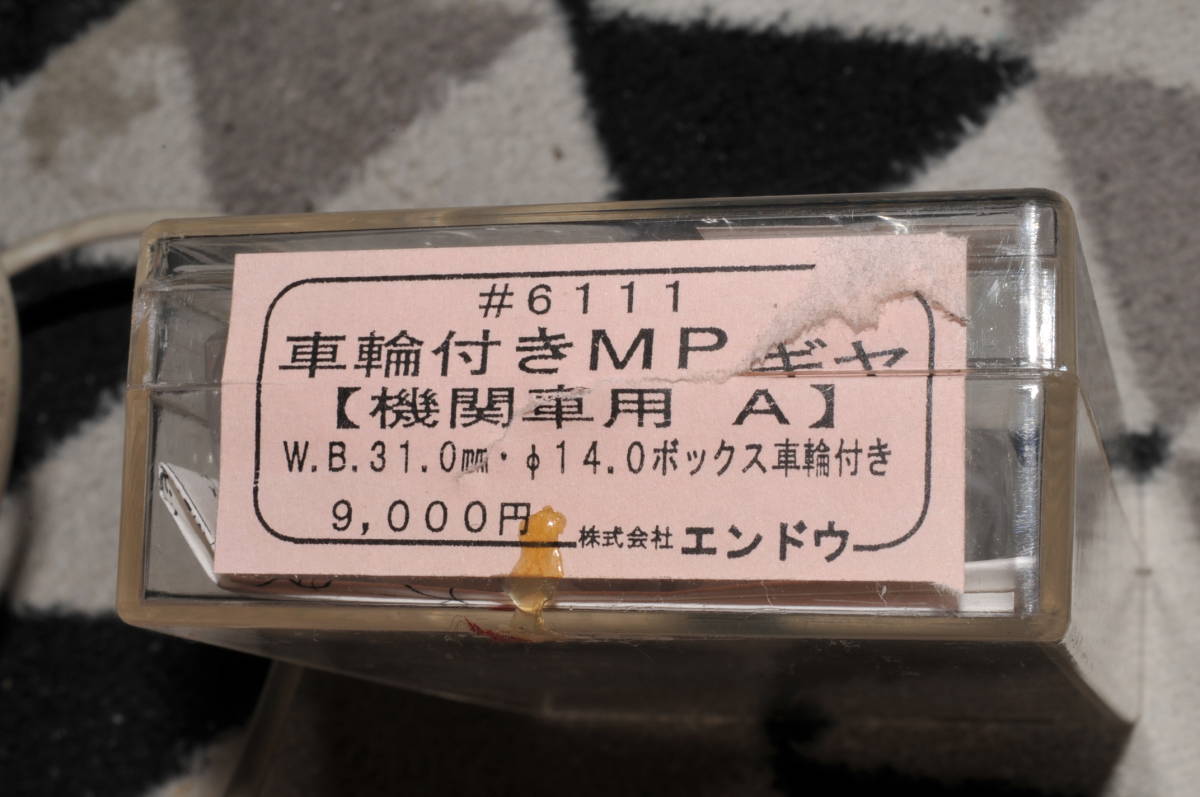 #6111
車輪付きMP ギヤ
【機関車用 A】
W.B.31.0㎜・φ14.0ボックス車輪付き
9,000円
株式会社 エンドウ